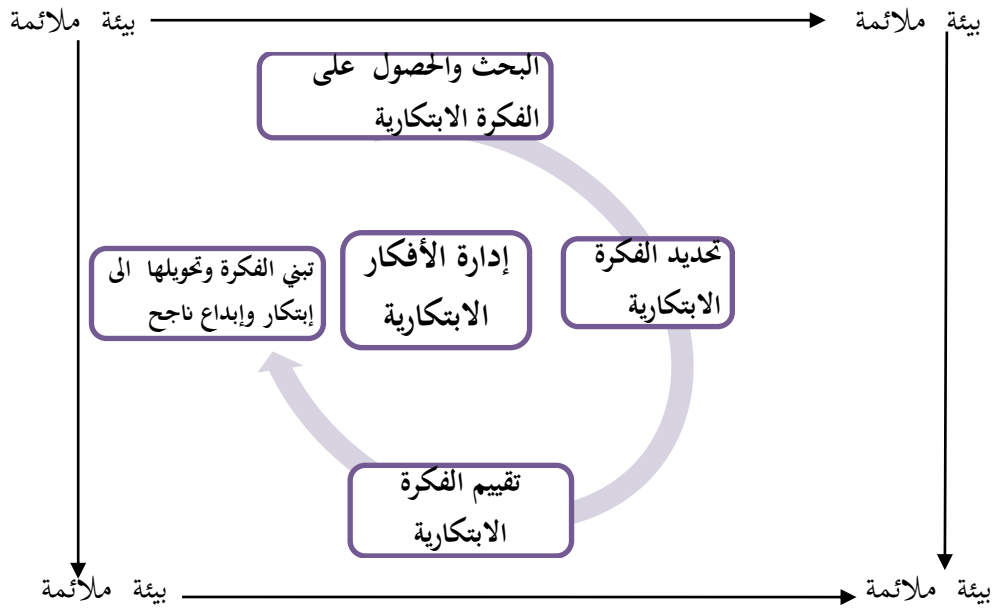 بيئة ملائمة
بيئة ملائمة
البحث والحصول على
الفكرة الابتكارية
تحديد الفكرة
الابتكارية
إدارة الأفكار
الابتكارية
تبني الفكرة وتحويلها الى
إبتكار وإبداع ناجح
تقييم الفكرة
الابتكارية
بيئة ملائمة
بيئة ملائمة